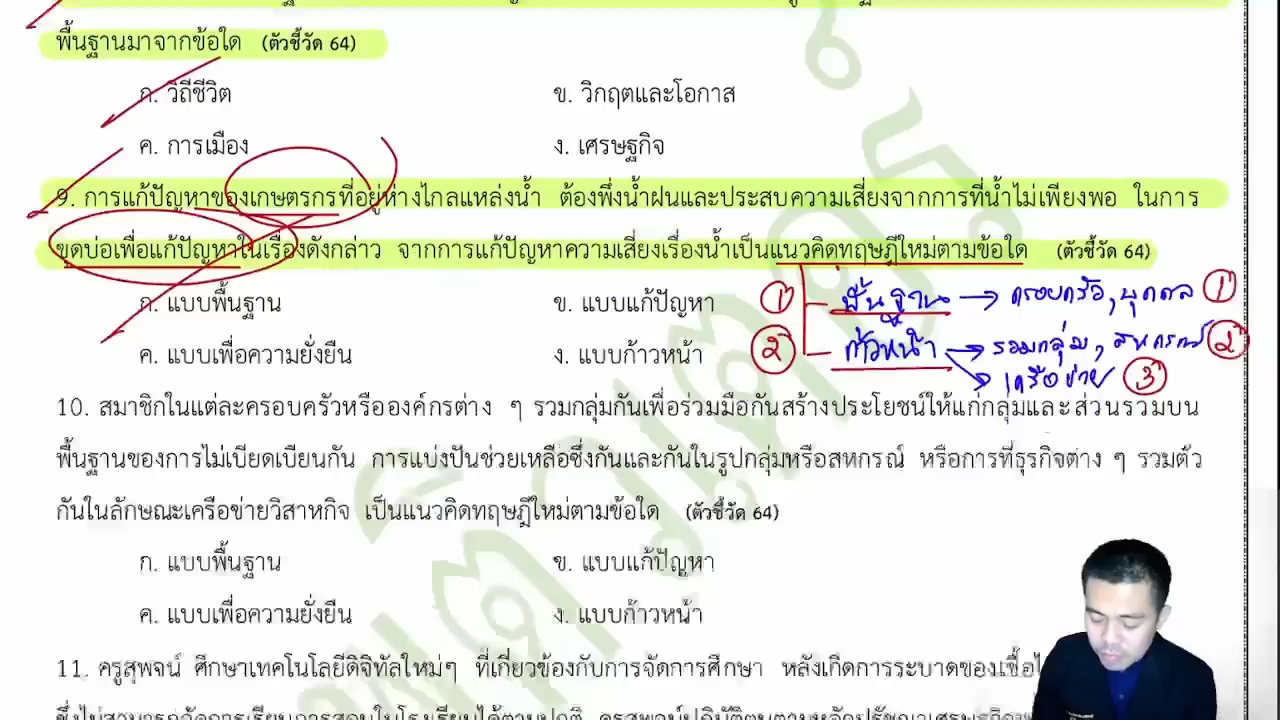 พื้นฐานมาจากข้อใด (ตัวชี้วัด 64)
ก. วิถีชีวิต ข. วิกฤตและโอกาส
ค. การเมือง ง. เศรษฐกิจ
9. การแก้ปัญหาของเกษตรกรที่อยู่ห่างไกลแหล่งน้ำ ต้องพึ่งน้ำฝนและประสบความเสี่ยงจากการที่น้ำไม่เพียงพอ ในการ
ขุดบ่อเพื่อแก้ปัญหาในเรื่องดังกล่าว จากการแก้ปัญหาความเสี่ยงเรื่องน้ำเป็นแนวคิดทฤษฎีใหม่ตามข้อใด (ตัวชี้วัด 64)
ก. แบบพื้นฐาน ข. แบบแก้ปัญหา
① พื้นฐาน → ครอบครัว, บุคคล ①
ค. แบบเพื่อความยั่งยืน ง. แบบก้าวหน้า
② ก้าวหน้า → รวมกลุ่ม, สหกรณ์ ②
→ เครือข่าย ③
10. สมาชิกในแต่ละครอบครัวหรือองค์กรต่าง ๆ รวมกลุ่มกันเพื่อร่วมมือกันสร้างประโยชน์ให้แก่กลุ่มและส่วนรวมบน
พื้นฐานของการไม่เบียดเบียนกัน การแบ่งปันช่วยเหลือซึ่งกันและกันในรูปกลุ่มหรือสหกรณ์ หรือการที่ธุรกิจต่าง ๆ รวมตัว
กันในลักษณะเครือข่ายวิสาหกิจ เป็นแนวคิดทฤษฎีใหม่ตามข้อใด (ตัวชี้วัด 64)
ก. แบบพื้นฐาน ข. แบบแก้ปัญหา
ค. แบบเพื่อความยั่งยืน ง. แบบก้าวหน้า
11. ครูสุพจน์ ศึกษาเทคโนโลยีดิจิทัลใหม่ๆ ที่เกี่ยวข้องกับการจัดการศึกษา หลังเกิดการระบาดของเชื้อ